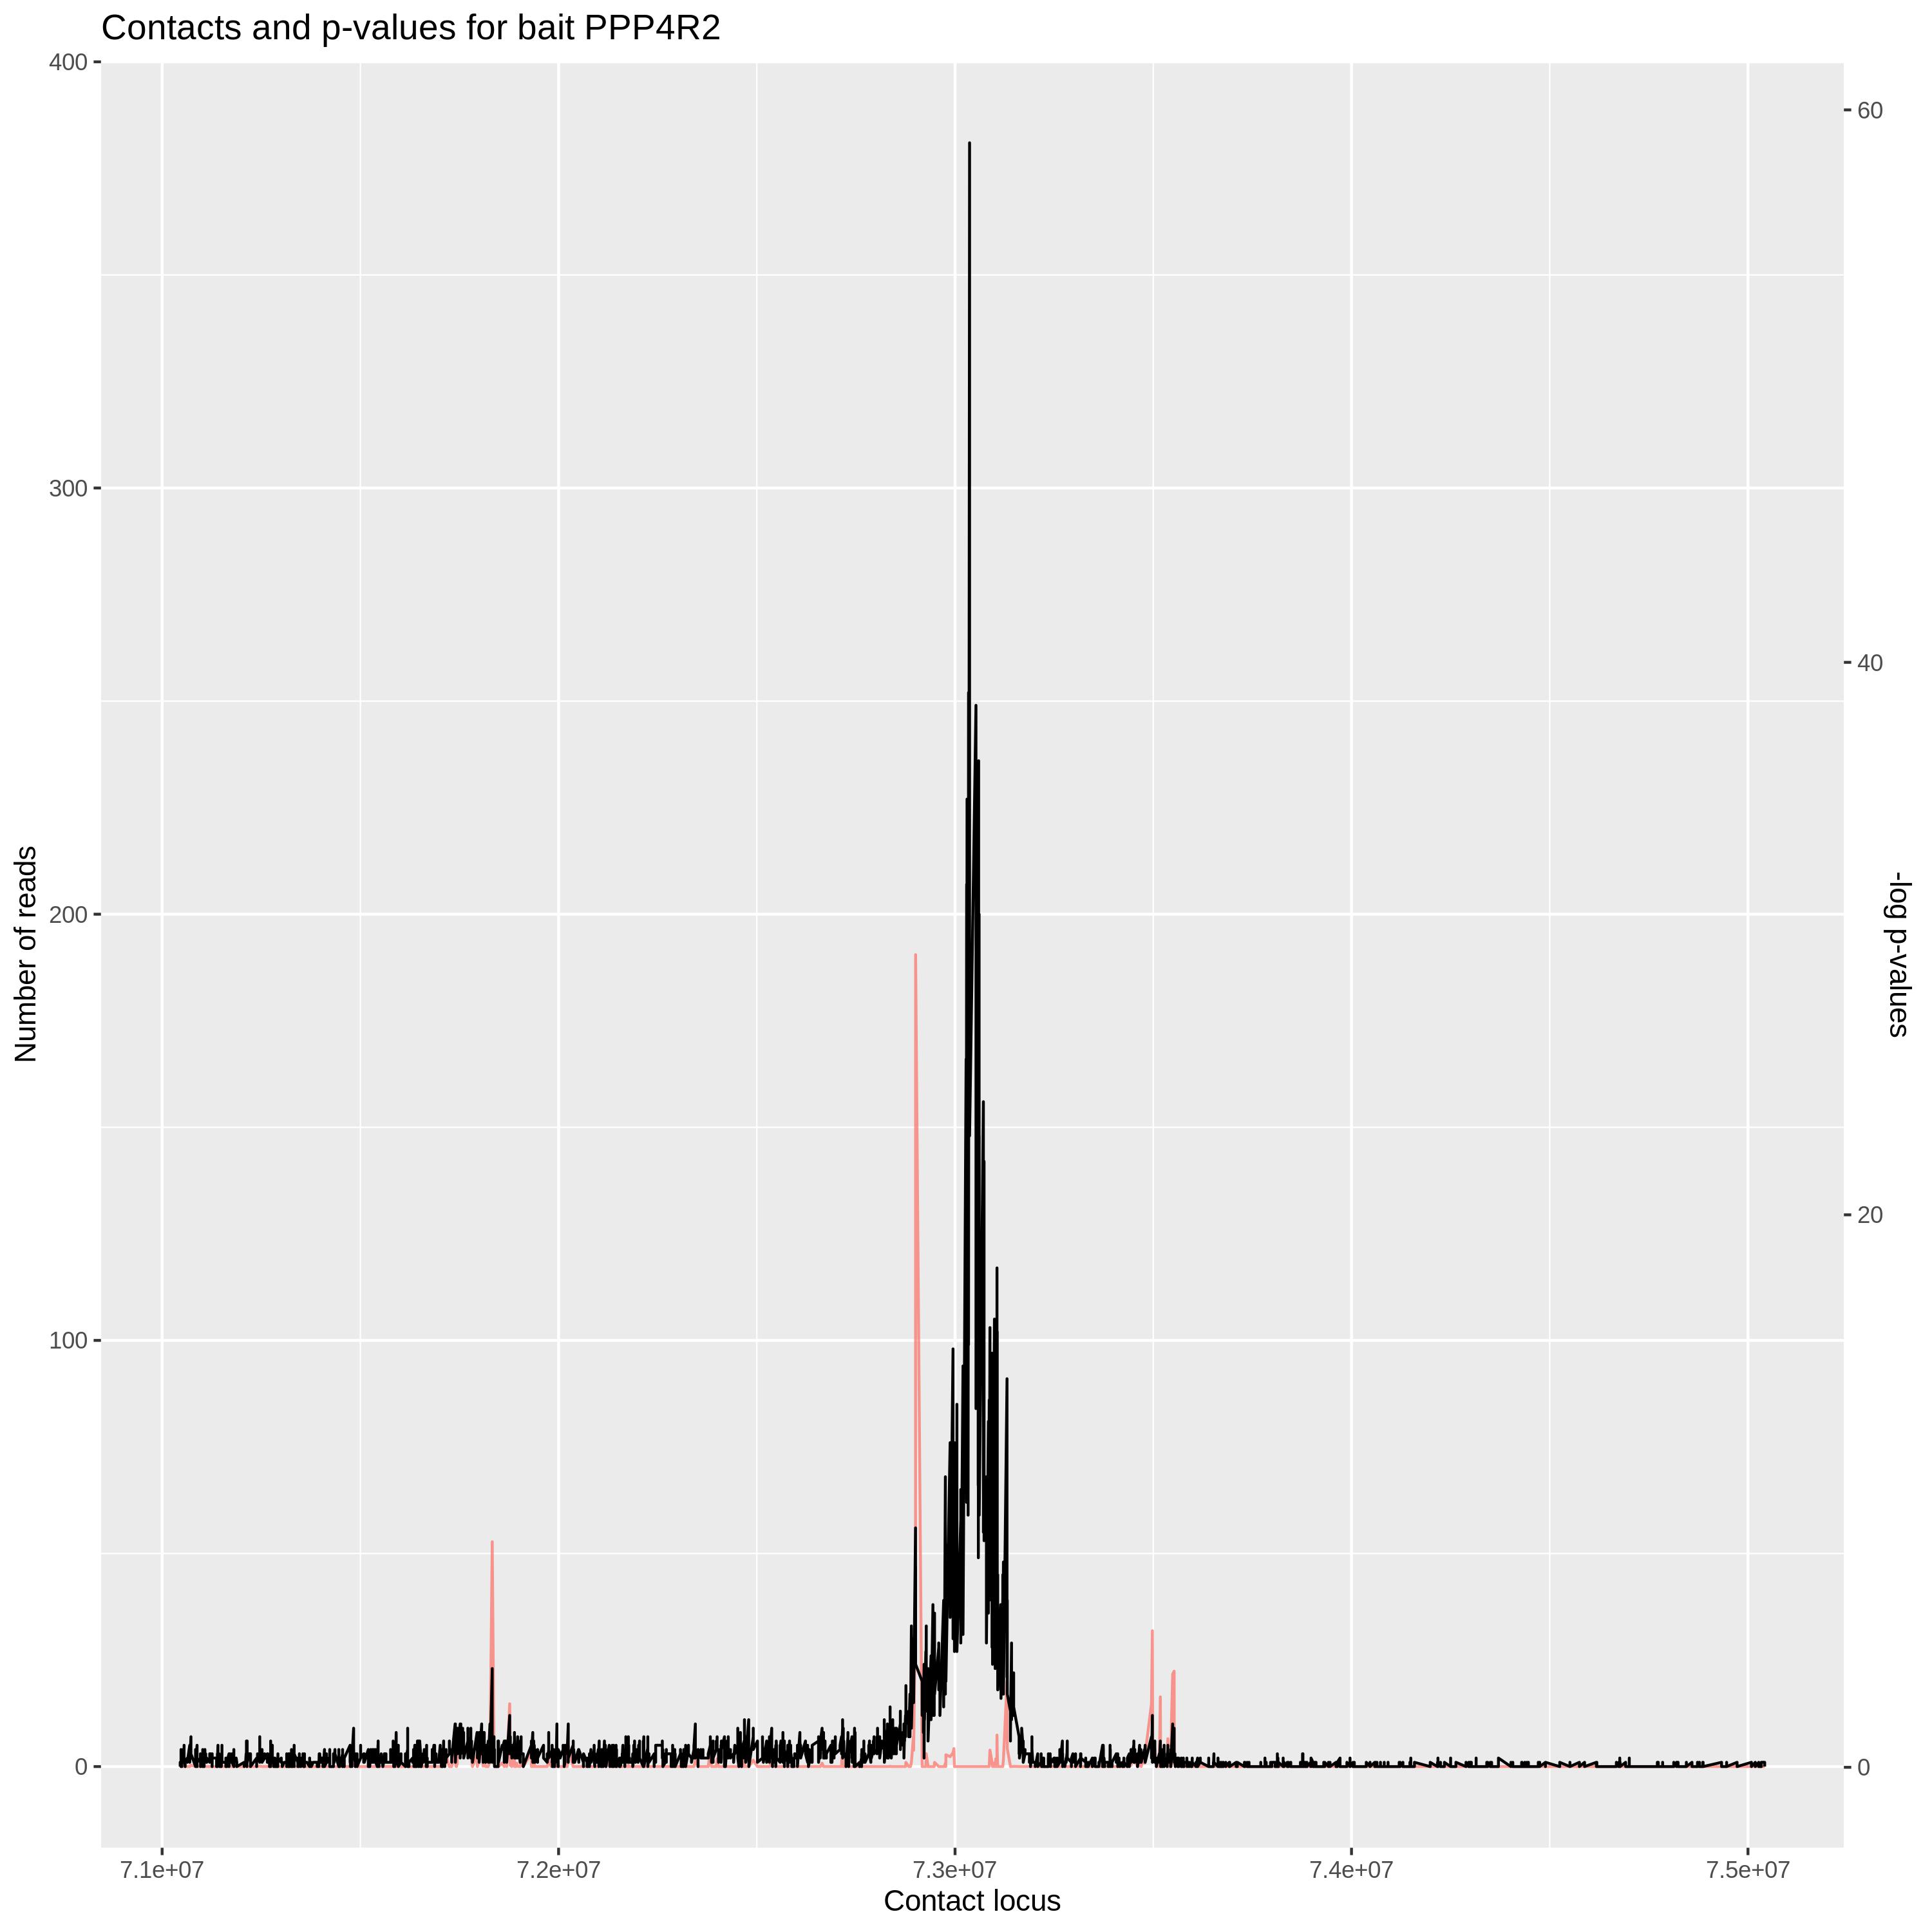 Contacts and p-values for bait PPP4R2
400
300
200
100
0
Number of reads
60
40
20
0
-log p-values
7.1e+07
7.2e+07
7.3e+07
7.4e+07
7.5e+07
Contact locus